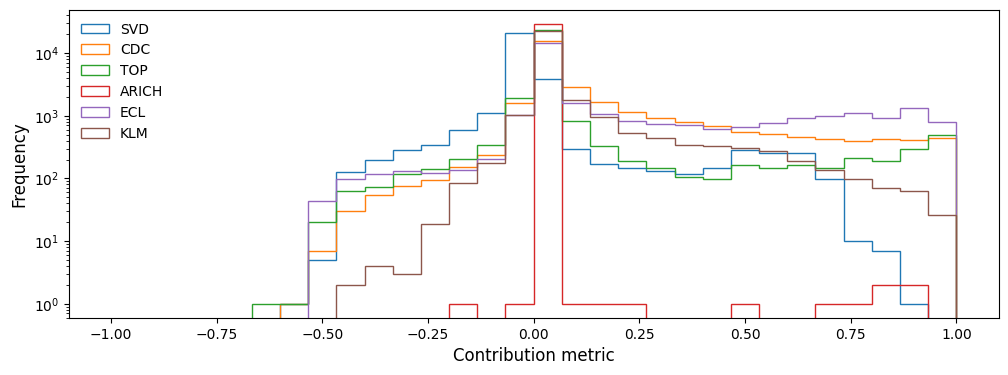 SVD
CDC
TOP
ARICH
ECL
KLM
Frequency
10⁴
10³
10²
10¹
10⁰
−1.00 −0.75 −0.50 −0.25 0.00 0.25 0.50 0.75 1.00
Contribution metric